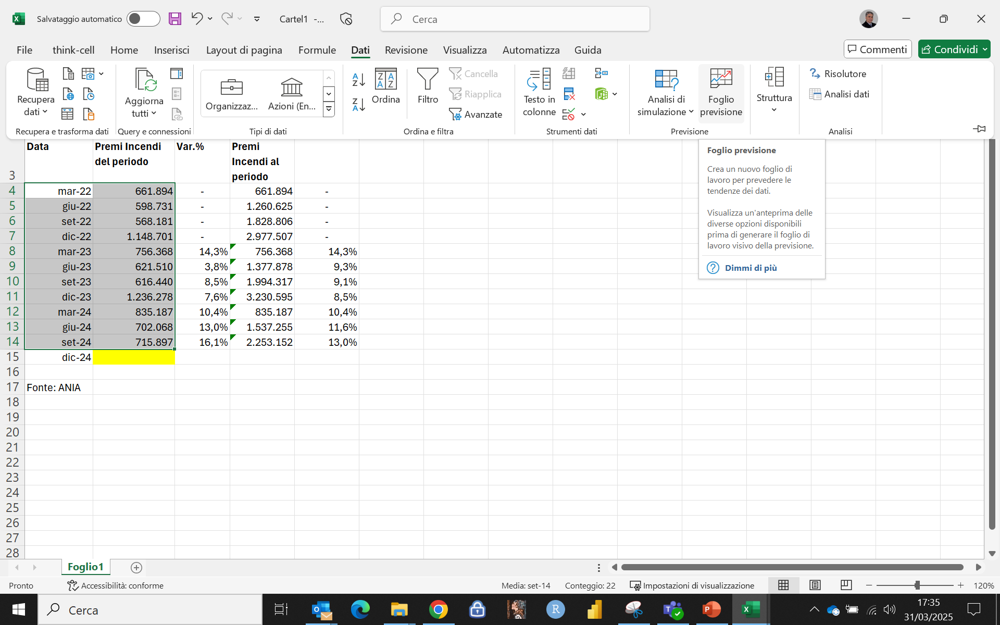 Salvataggio automatico
Cartel1 -...
Cerca
File think-cell Home Inserisci Layout di pagina Formule Dati Revisione Visualizza Automatizza Guida
Commenti
Condividi
Recupera
dati
Recupera e trasforma dati
Aggiorna
tutti
Query e connessioni
Organizzaz...
Azioni (En...
Tipi di dati
Ordina
Filtro
Cancella
Riapplica
Avanzate
Ordina e filtra
Testo in
colonne
Strumenti dati
Analisi di
simulazione
Foglio
previsione
Previsione
Struttura
Risolutore
Analisi dati
Analisi
Foglio previsione
Crea un nuovo foglio di
lavoro per prevedere le
tendenze dei dati.
Visualizza un'anteprima delle
diverse opzioni disponibili
prima di generare il foglio di
lavoro visivo della previsione.
Dimmi di più
Data
Premi Incendi
del periodo
Var.%
Premi
Incendi al
periodo
3
4 mar-22 661.894 - 661.894 -
5 giu-22 598.731 - 1.260.625 -
6 set-22 568.181 - 1.828.806 -
7 dic-22 1.148.701 - 2.977.507 -
8 mar-23 756.368 14,3% 756.368 14,3%
9 giu-23 621.510 3,8% 1.377.878 9,3%
10 set-23 616.440 8,5% 1.994.317 9,1%
11 dic-23 1.236.278 7,6% 3.230.595 8,5%
12 mar-24 835.187 10,4% 835.187 10,4%
13 giu-24 702.068 13,0% 1.537.255 11,6%
14 set-24 715.897 16,1% 2.253.152 13,0%
15 dic-24
16
17 Fonte: ANIA
18
19
20
21
22
23
24
25
26
27
28
Foglio1
Pronto
Accessibilità: conforme
Media: set-14
Conteggio: 22
Impostazioni di visualizzazione
120%
Cerca
17:35
31/03/2025